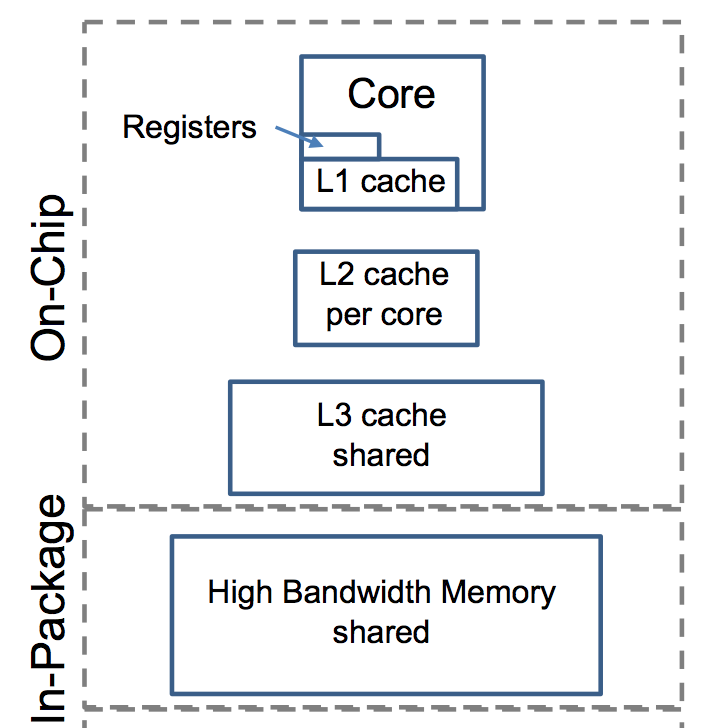 Core
Registers
L1 cache
On-Chip
L2 cache
per core
L3 cache
shared
In-Package
High Bandwidth Memory
shared